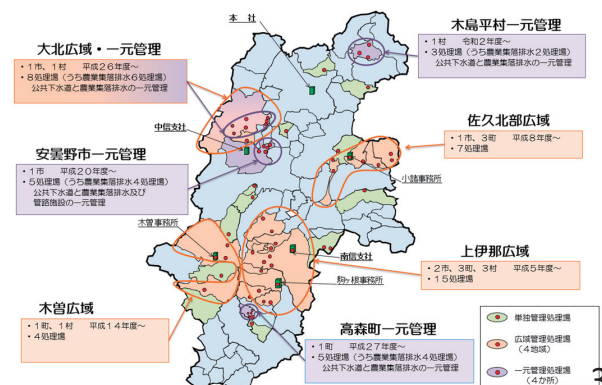 本 社
木島平村一元管理
・1村　令和2年度～
・3処理場（うち農業集落排水2処理場）
公共下水道と農業集落排水の一元管理
大北広域・一元管理
・1市、1村　平成26年度～
・8処理場（うち農業集落排水6処理場）
公共下水道と農業集落排水の一元管理
中信支社
佐久北部広域
・1市、3町　平成8年度～
・7処理場
小諸事務所
安曇野市一元管理
・1市　平成20年度～
・5処理場（うち農業集落排水4処理場）
公共下水道と農業集落排水及び
管路施設の一元管理
木曽事務所
南信支社
駒ヶ根事務所
上伊那広域
・2市、3町、3村　平成5年度～
・15処理場
木曽広域
・1町、1村　平成14年度～
・4処理場
高森町一元管理
・1町　平成27年度～
・5処理場（うち農業集落排水4処理場）
公共下水道と農業集落排水の一元管理
単独管理処理場
広域管理処理場
（4地域）
一元管理処理場
（4か所）